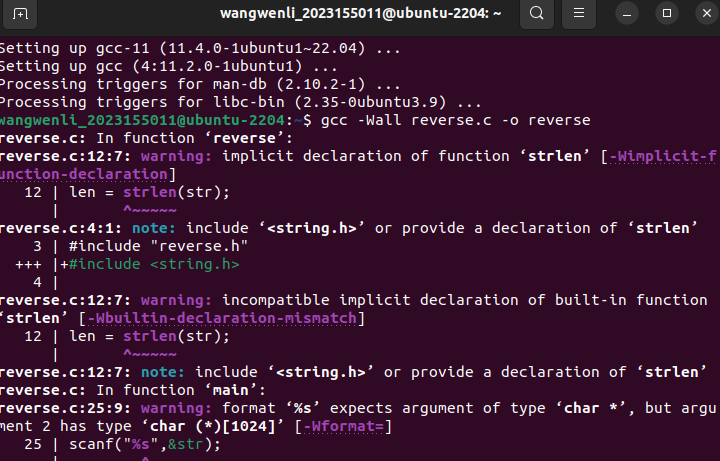 wangwenli_2023155011@ubuntu-2204: ~
Setting up gcc-11 (11.4.0-1ubuntu1~22.04) ...
Setting up gcc (4:11.2.0-1ubuntu1) ...
Processing triggers for man-db (2.10.2-1) ...
Processing triggers for libc-bin (2.35-0ubuntu3.9) ...
wangwenli_2023155011@ubuntu-2204:~$ gcc -Wall reverse.c -o reverse
reverse.c: In function ‘reverse’:
reverse.c:12:7: warning: implicit declaration of function ‘strlen’ [-Wimplicit-f
unction-declaration]
   12 | len = strlen(str);
      |       ^~~~~~
reverse.c:4:1: note: include ‘<string.h>’ or provide a declaration of ‘strlen’
    3 | #include "reverse.h"
  +++ |+#include <string.h>
    4 |
reverse.c:12:7: warning: incompatible implicit declaration of built-in function
‘strlen’ [-Wbuiltin-declaration-mismatch]
   12 | len = strlen(str);
      |       ^~~~~~
reverse.c:12:7: note: include ‘<string.h>’ or provide a declaration of ‘strlen’
reverse.c: In function ‘main’:
reverse.c:25:9: warning: format ‘%s’ expects argument of type ‘char *’, but argu
ment 2 has type ‘char (*)[1024]’ [-Wformat=]
   25 | scanf("%s",&str);
      |         ^